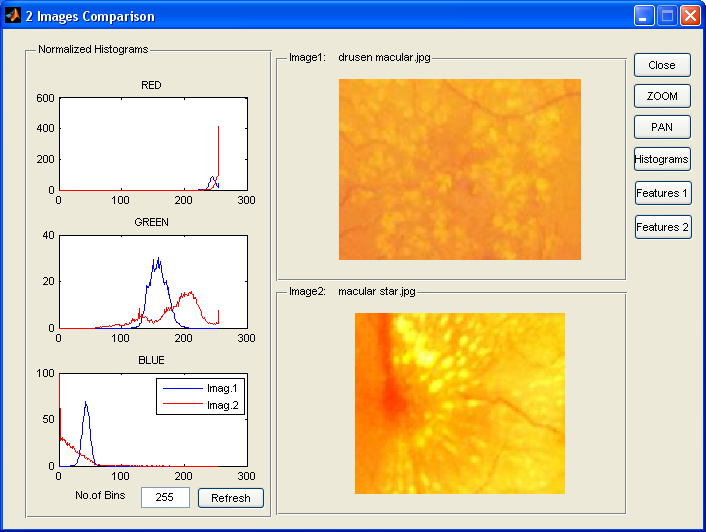 2 Images Comparison
Normalized Histograms
RED
600
400
200
0
0 100 200 300
GREEN
40
20
0
0 100 200 300
BLUE
100
50
0
0 100 200 300
Imag.1
Imag.2
No.of Bins 255 Refresh
Image1: drusen macular.jpg
Image2: macular star.jpg
Close
ZOOM
PAN
Histograms
Features 1
Features 2